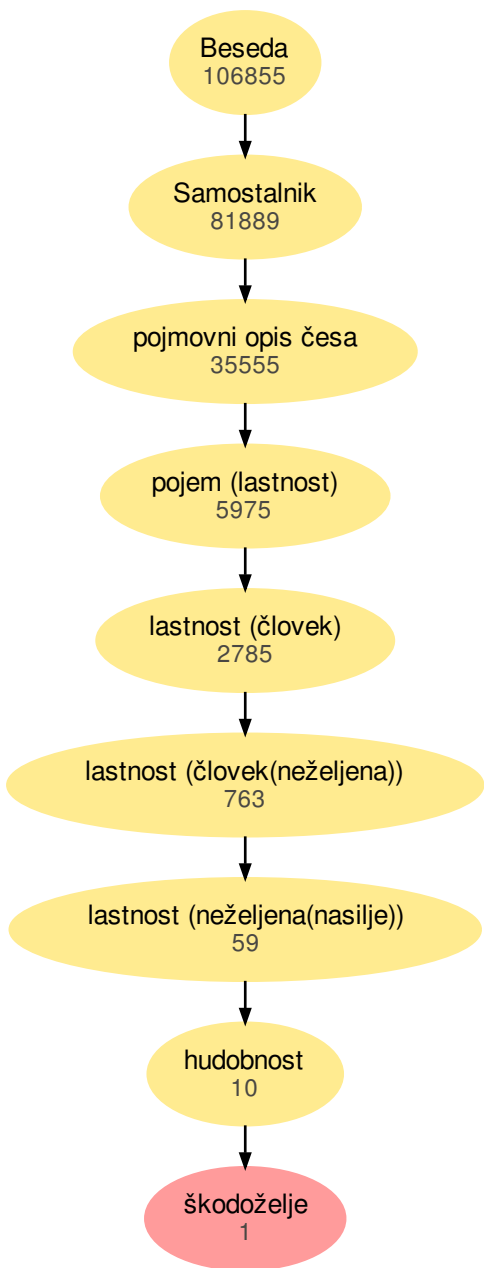 Beseda
106855
Samostalnik
81889
pojmovni opis česa
35555
pojem (lastnost)
5975
lastnost (človek)
2785
lastnost (človek(neželjena))
763
lastnost (neželjena(nasilje))
59
hudobnost
10
škodoželje
1